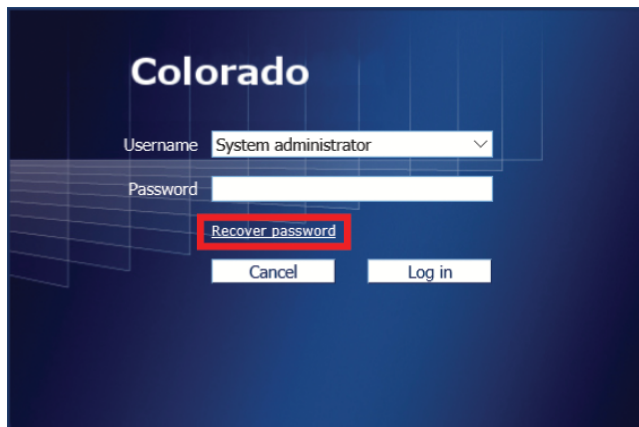 Colorado
Username System administrator
Password
Recover password
Cancel Log in